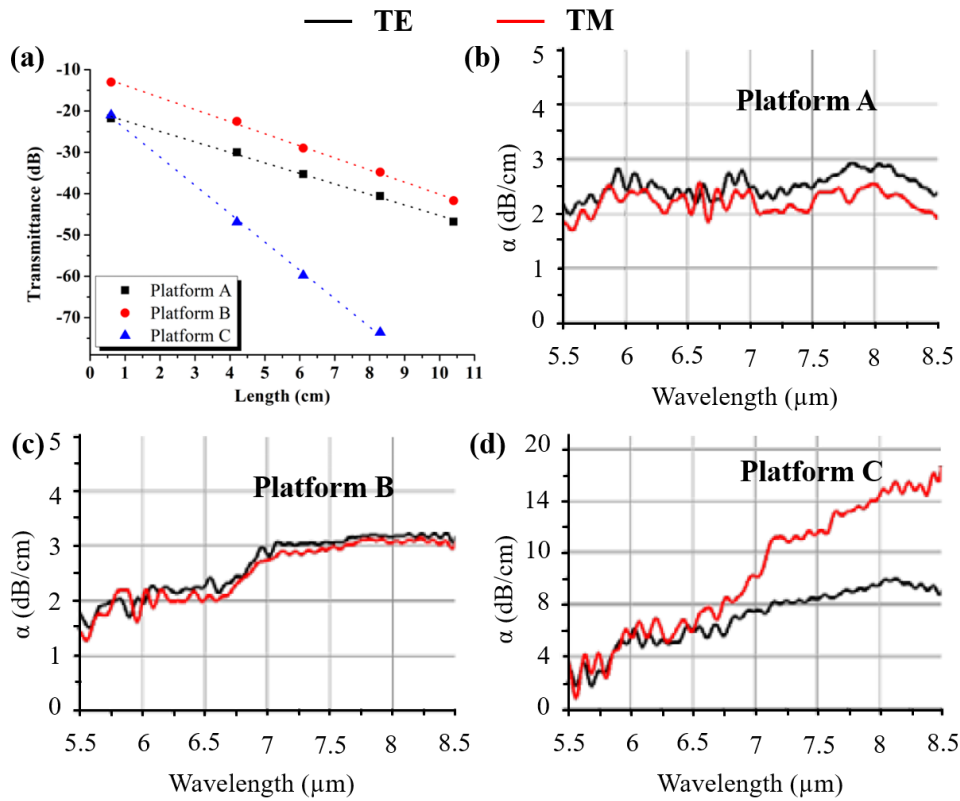 TE TM
(a)
-10
-20
-30
-40
-50
-60
-70
Transmittance (dB)
Platform A
Platform B
Platform C
0 1 2 3 4 5 6 7 8 9 10 11
Length (cm)
(b)
Platform A
5
4
3
2
1
0
α (dB/cm)
5.5 6 6.5 7 7.5 8 8.5
Wavelength (µm)
(c)
Platform B
5
4
3
2
1
0
α (dB/cm)
5.5 6 6.5 7 7.5 8 8.5
Wavelength (µm)
(d)
Platform C
20
14
10
8
4
0
α (dB/cm)
5.5 6 6.5 7 7.5 8 8.5
Wavelength (µm)